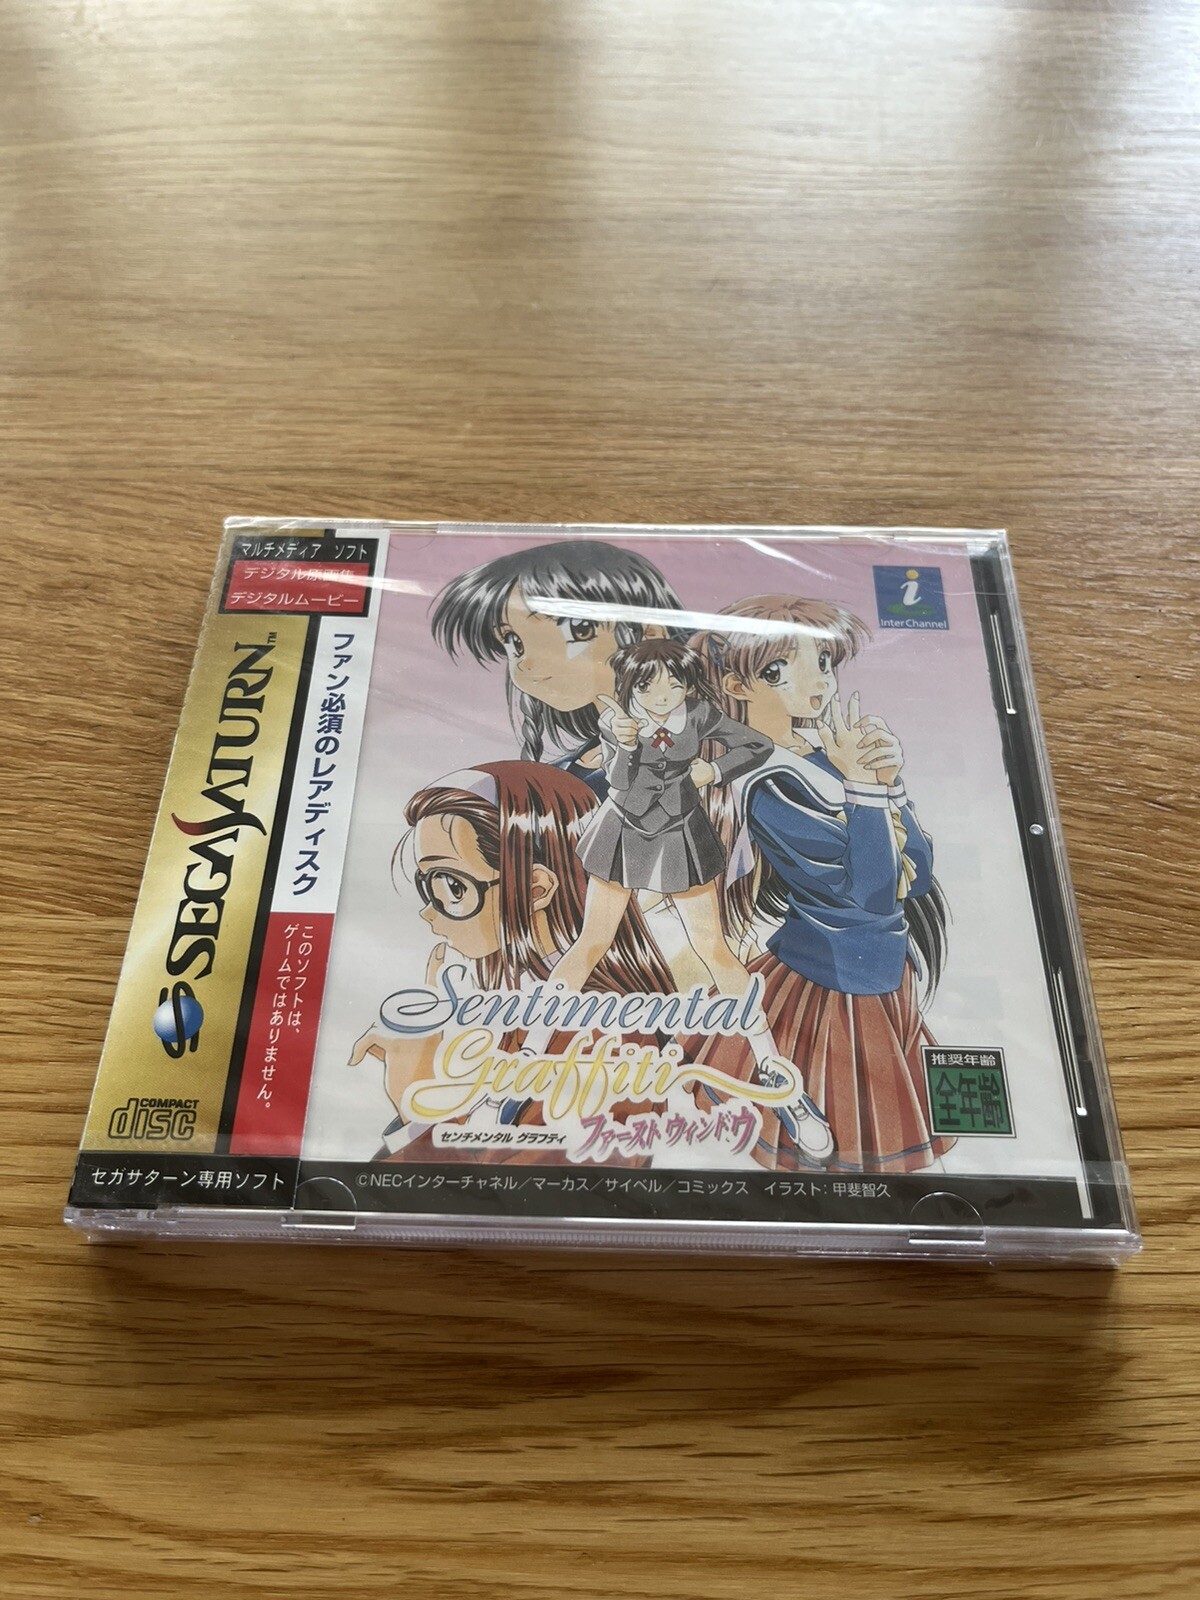 マルチメディア ソフト
デジタル原画集
デジタルムービー
SEGA SATURN™
ファン必須のレアディスク
このソフトは、
ゲームではありません。
COMPACT
disc
セガサターン専用ソフト
i
InterChannel
Sentimental
Graffiti
センチメンタル グラフティ ファースト ウィンドウ
推奨年齢
全年齢
©NECインターチャネル/マーカス/サイベル/コミックス イラスト:甲斐智久